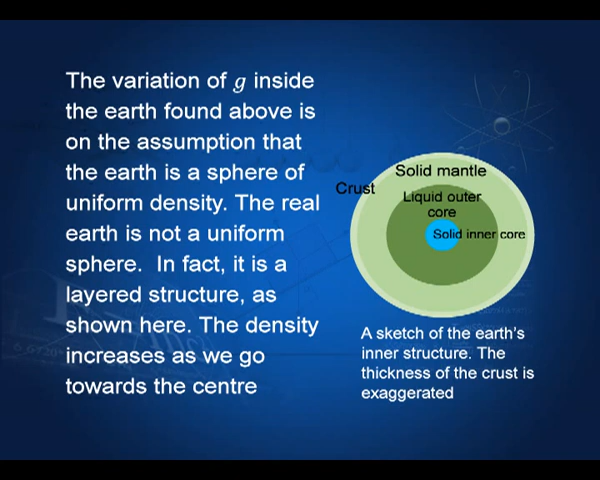 The variation of g inside
the earth found above is
on the assumption that
the earth is a sphere of
uniform density. The real
earth is not a uniform
sphere. In fact, it is a
layered structure, as
shown here. The density
increases as we go
towards the centre
Solid mantle
Crust
Liquid outer
core
Solid inner core
A sketch of the earth's
inner structure. The
thickness of the crust is
exaggerated